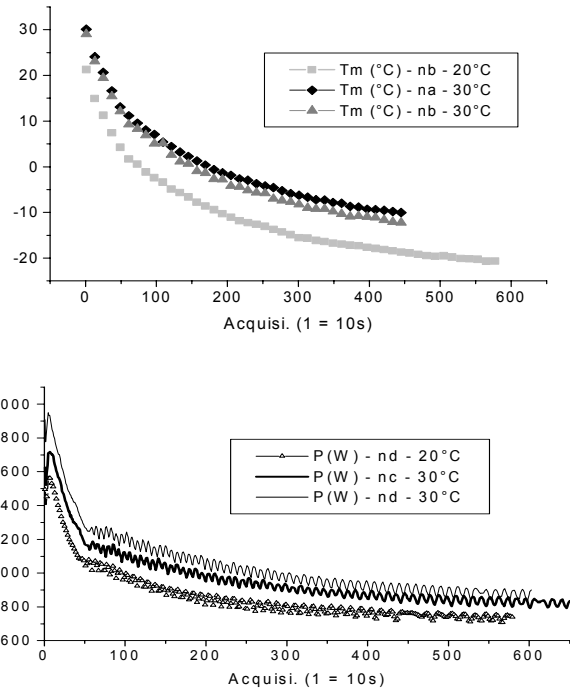 30
20
10
0
-10
-20
0 100 200 300 400 500 600
Acquisi. (1 = 10s)
Tm (°C) - nb - 20°C
Tm (°C) - na - 30°C
Tm (°C) - nb - 30°C
000
800
600
400
200
000
800
600
0 100 200 300 400 500 600
Acquisi. (1 = 10s)
P(W) - nd - 20°C
P(W) - nc - 30°C
P(W) - nd - 30°C